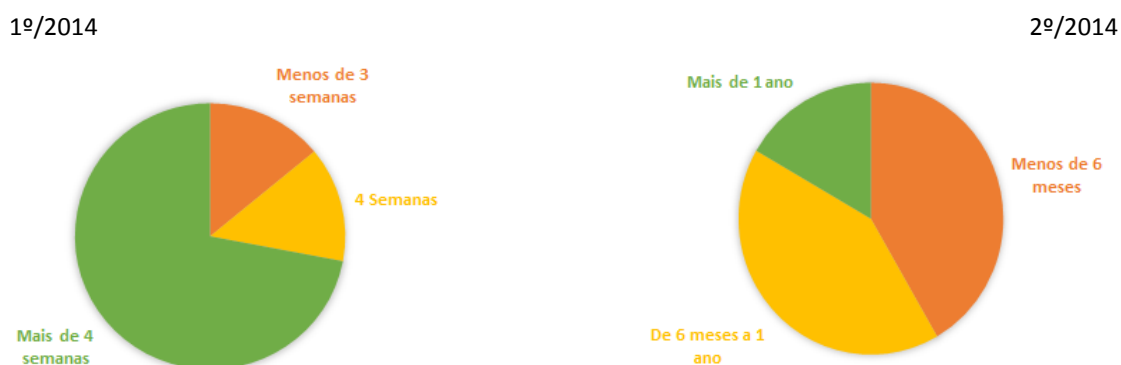 1º/2014
2º/2014
Menos de 3
semanas
4 Semanas
Mais de 4
semanas
Mais de 1 ano
Menos de 6
meses
De 6 meses a 1
ano